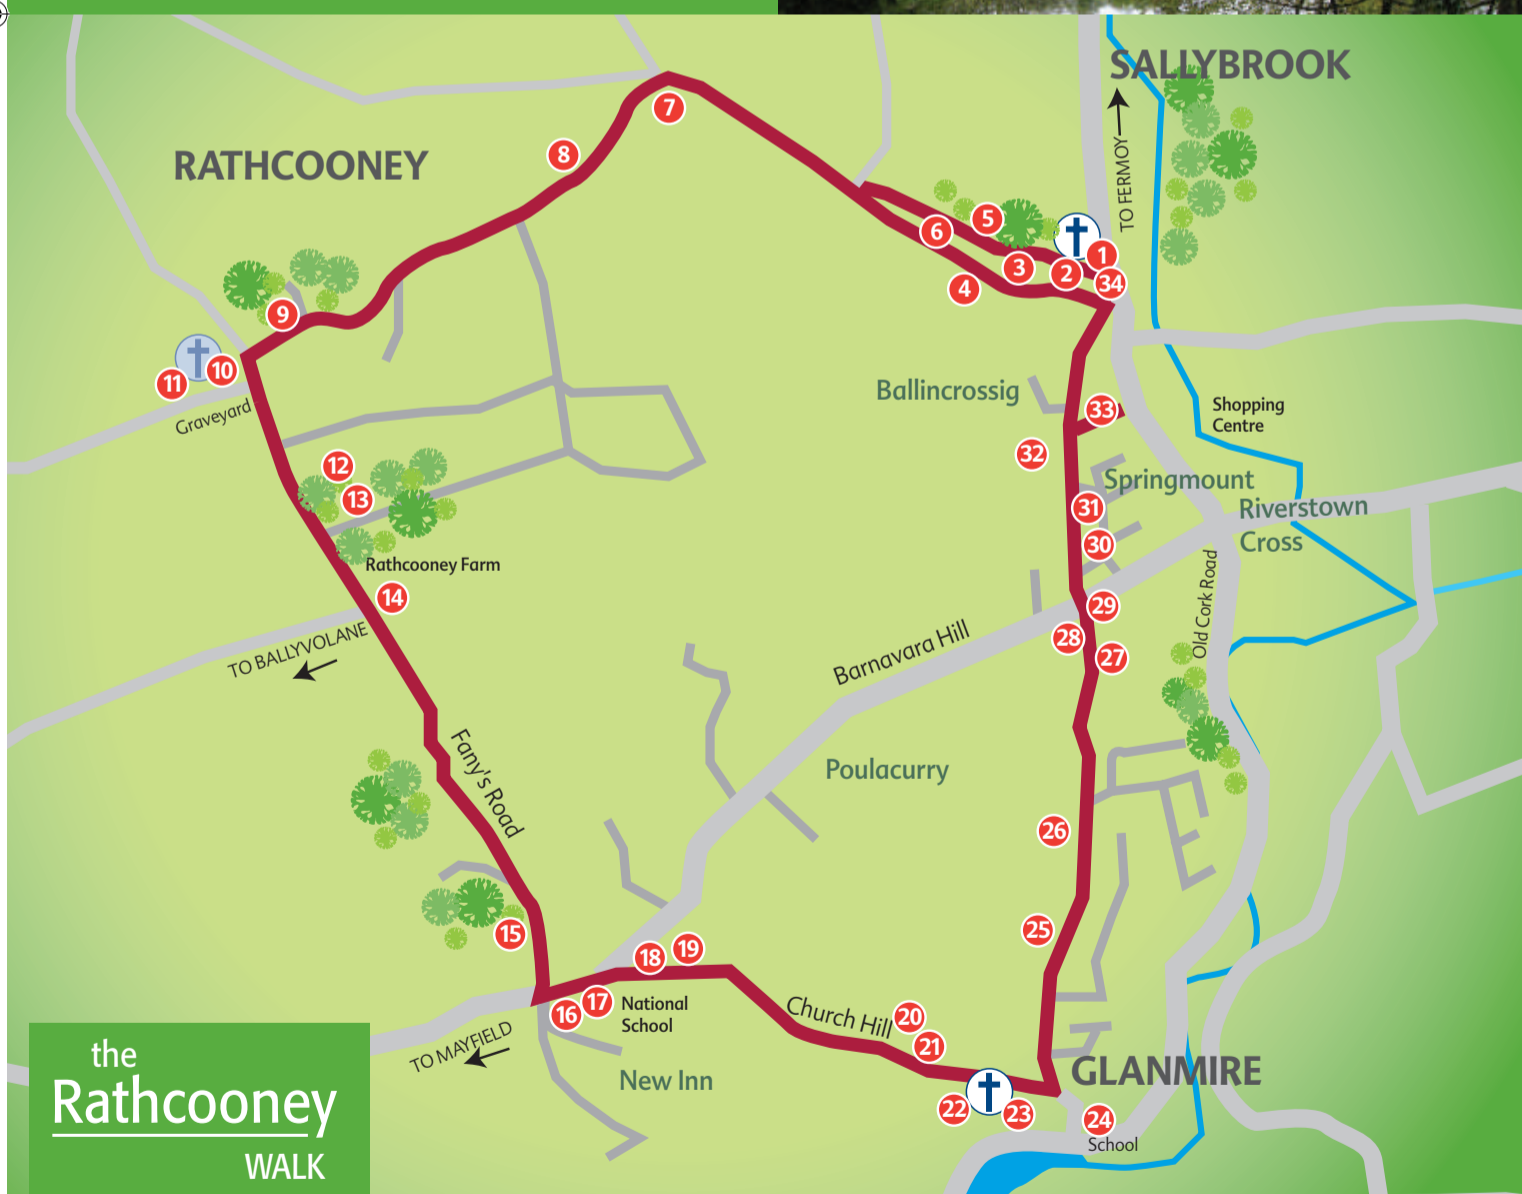 SALLYBROOK
TO FERMOY
RATHCOONEY
7
8
5
6
1
3
2
34
4
9
10
11
Graveyard
Ballincrossig
33
Shopping
Centre
32
12
13
Springmount
31
Riverstown
Cross
30
Rathcooney Farm
14
29
Old Cork Road
TO BALLYVOLANE
Barnavara Hill
28
27
Fany's Road
Poulacurry
26
15
25
18
19
16
17
National
School
Church Hill
20
21
TO MAYFIELD
New Inn
GLANMIRE
22
23
24
School
the
Rathcooney
WALK